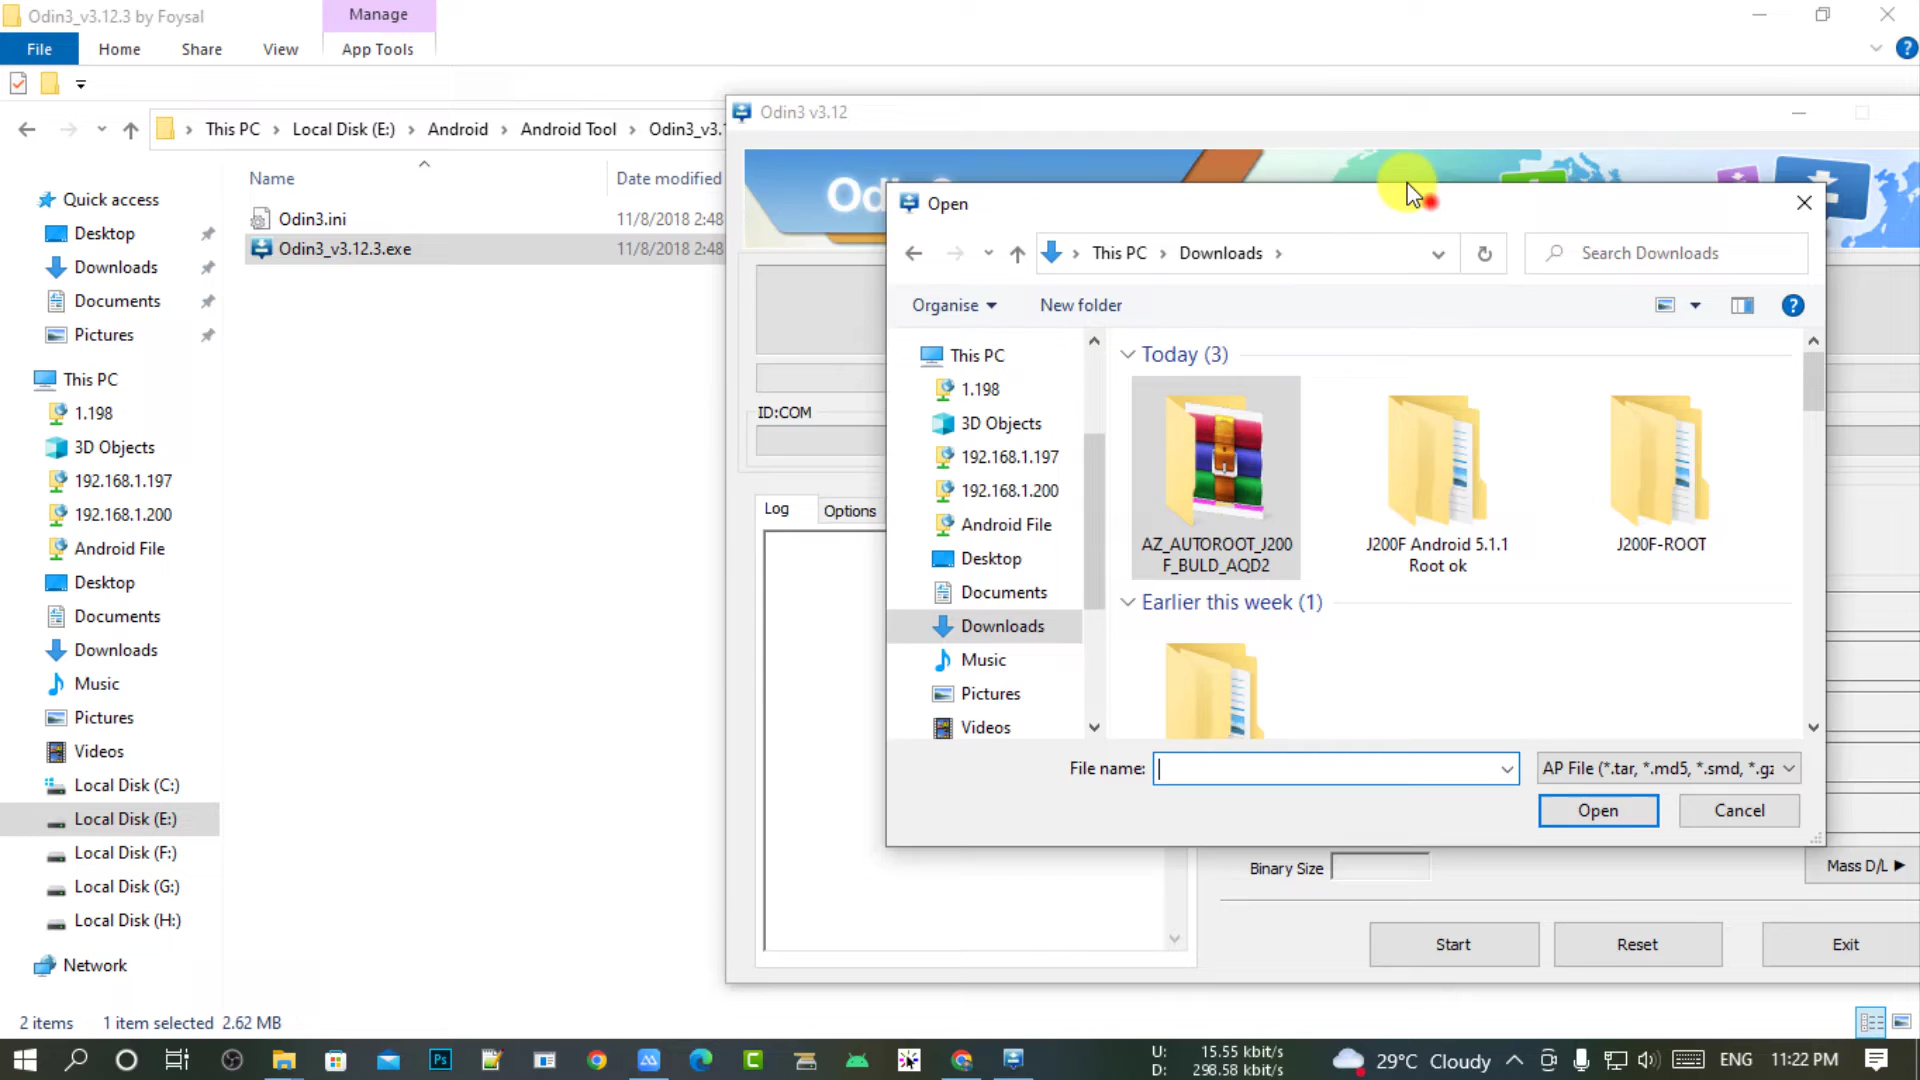 Odin3_v3.12.3 by Foysal
Manage
File
Home
Share
View
App Tools
This PC
Local Disk (E:)
Android
Android Tool
Odin3_v3.
Name
Date modified
Odin3.ini
11/8/2018 2:48
Odin3_v3.12.3.exe
11/8/2018 2:48
Quick access
Desktop
Downloads
Documents
Pictures
This PC
1.198
3D Objects
192.168.1.197
192.168.1.200
Android File
Desktop
Documents
Downloads
Music
Pictures
Videos
Local Disk (C:)
Local Disk (E:)
Local Disk (F:)
Local Disk (G:)
Local Disk (H:)
Network
2 items
1 item selected 2.62 MB
Odin3 v3.12
ID:COM
Log
Options
Open
This PC
Downloads
Search Downloads
Organise
New folder
This PC
1.198
3D Objects
192.168.1.197
192.168.1.200
Android File
Desktop
Documents
Downloads
Music
Pictures
Videos
Today (3)
AZ_AUTOROOT_J200
F_BULD_AQD2
J200F Android 5.1.1
Root ok
J200F-ROOT
Earlier this week (1)
File name:
AP File (*.tar, *.md5, *.smd, *.gz
Open
Cancel
Binary Size
Mass D/L
Start
Reset
Exit
U: 15.55 kbit/s
D: 298.58 kbit/s
29°C Cloudy
ENG
11:22 PM